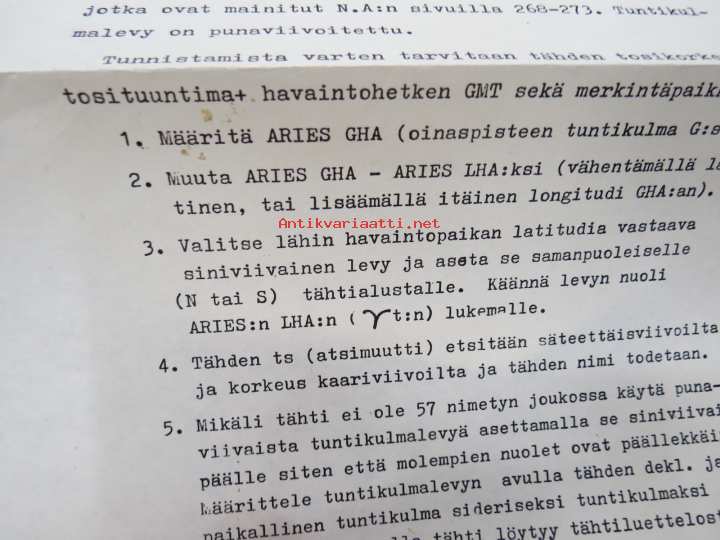 jotka ovat mainitut N.A:n sivuilla 268-273. Tuntikul-
malevy on punaviivoitettu.
Tunnistamista varten tarvitaan tähden tosikorke
tosituuntima+ havaintohetken GMT sekä merkintäpaik
1. Määritä ARIES GHA (oinaspisteen tuntikulma G:s
2. Muuta ARIES GHA - ARIES LHA:ksi (vähentämällä lä
tinen, tai lisäämällä itäinen longitudi GHA:an).
Antikvariaatti.net
3. Valitse lähin havaintopaikan latitudia vastaava
siniviivainen levy ja aseta se samanpuoleiselle
(N tai S) tähtialustalle. Käännä levyn nuoli
ARIES:n LHA:n (♈t:n) lukemalle.
4. Tähden ts (atsimuutti) etsitään säteettäisviivoilta
ja korkeus kaariviivoilta ja tähden nimi todetaan.
5. Mikäli tähti ei ole 57 nimetyn joukossa käytä puna-
viivaista tuntikulmalevyä asettamalla se siniviivai
päälle siten että molempien nuolet ovat päällekkäi
Määrittele tuntikulmalevyn avulla tähden dekl. ja
paikallinen tuntikulma sideriseksi tuntikulmaksi
tähti löytyy tähtiluettelost